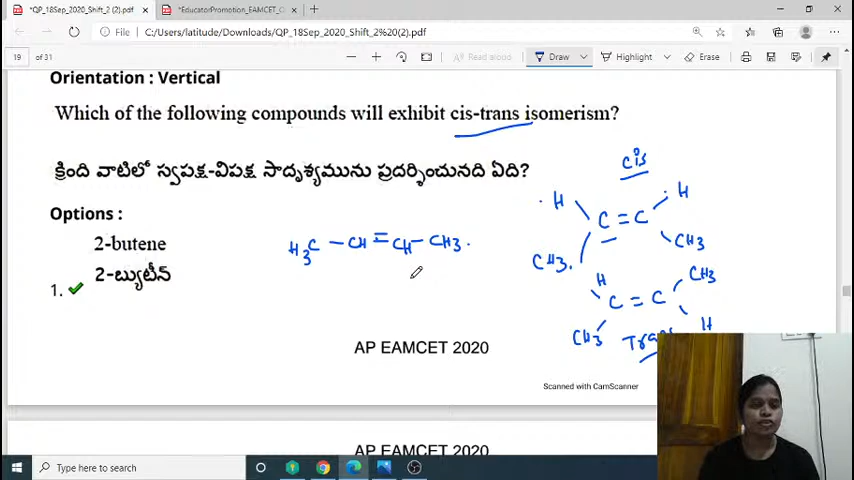 *QP_18Sep_2020_Shift_2 (2).pdf
*EducatorPromotion_EAMCET_C
File
C:/Users/latitude/Downloads/QP_18Sep_2020_Shift_2%20(2).pdf
19 of 31
Read aloud
Draw
Highlight
Erase
Orientation : Vertical
Which of the following compounds will exhibit cis-trans isomerism?
క్రింది వాటిలో స్వపక్ష-విపక్ష సాదృశ్యమును ప్రదర్శించునది ఏది?
Options :
2-butene
2-బ్యుటీన్
1.
H3C — CH = CH — CH3.
cis
H H
C = C
CH3. CH3
H CH3
C = C
CH3 H
AP EAMCET 2020
Scanned with CamScanner
AP EAMCET 2020
Type here to search